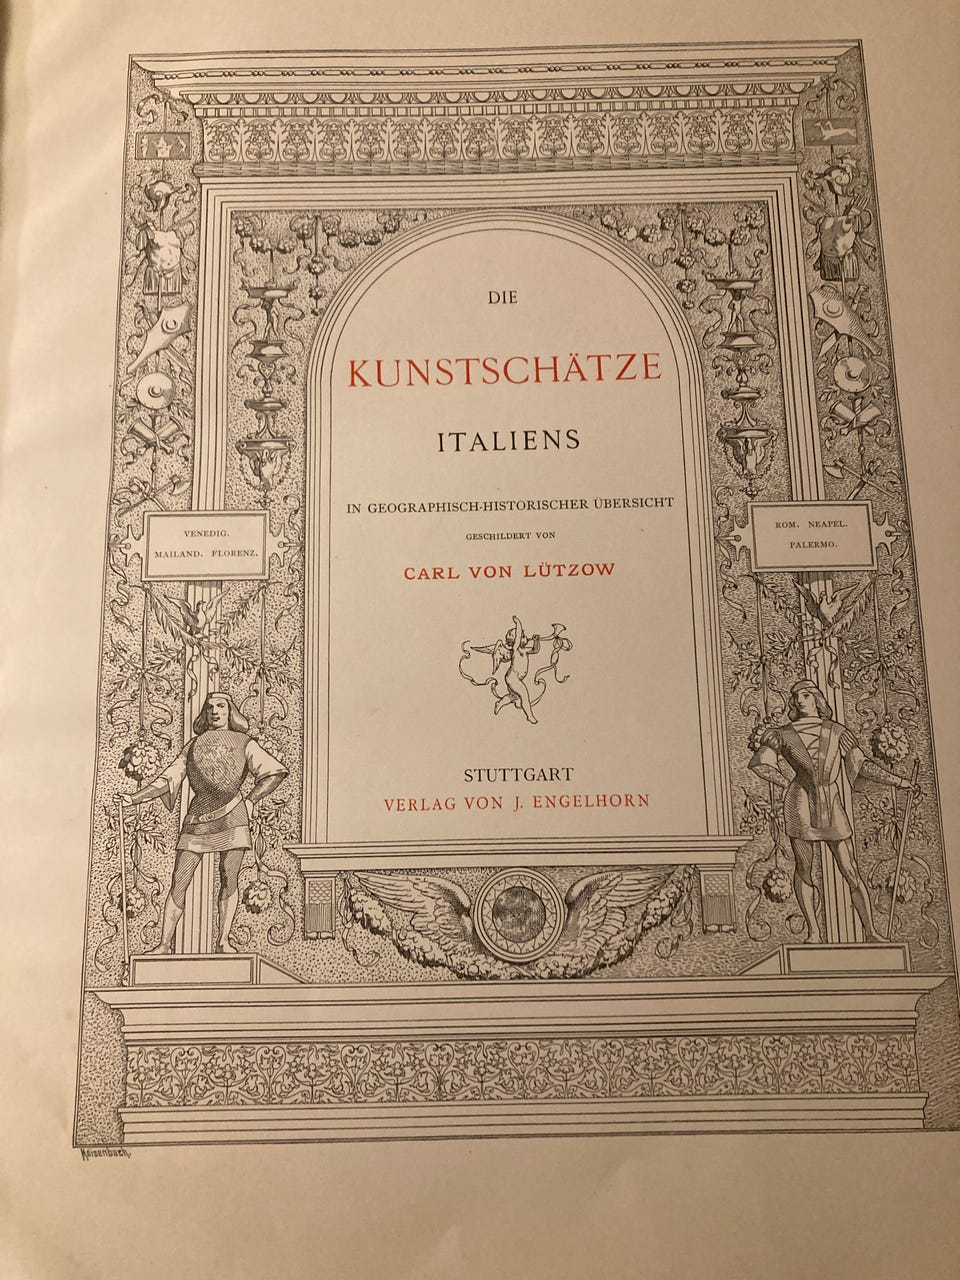 DIE
KUNSTSCHÄTZE
ITALIENS
IN GEOGRAPHISCH-HISTORISCHER ÜBERSICHT
GESCHILDERT VON
CARL VON LÜTZOW
VENEDIG.
MAILAND. FLORENZ.
ROM. NEAPEL.
PALERMO.
STUTTGART
VERLAG VON J. ENGELHORN
Meisenbach.